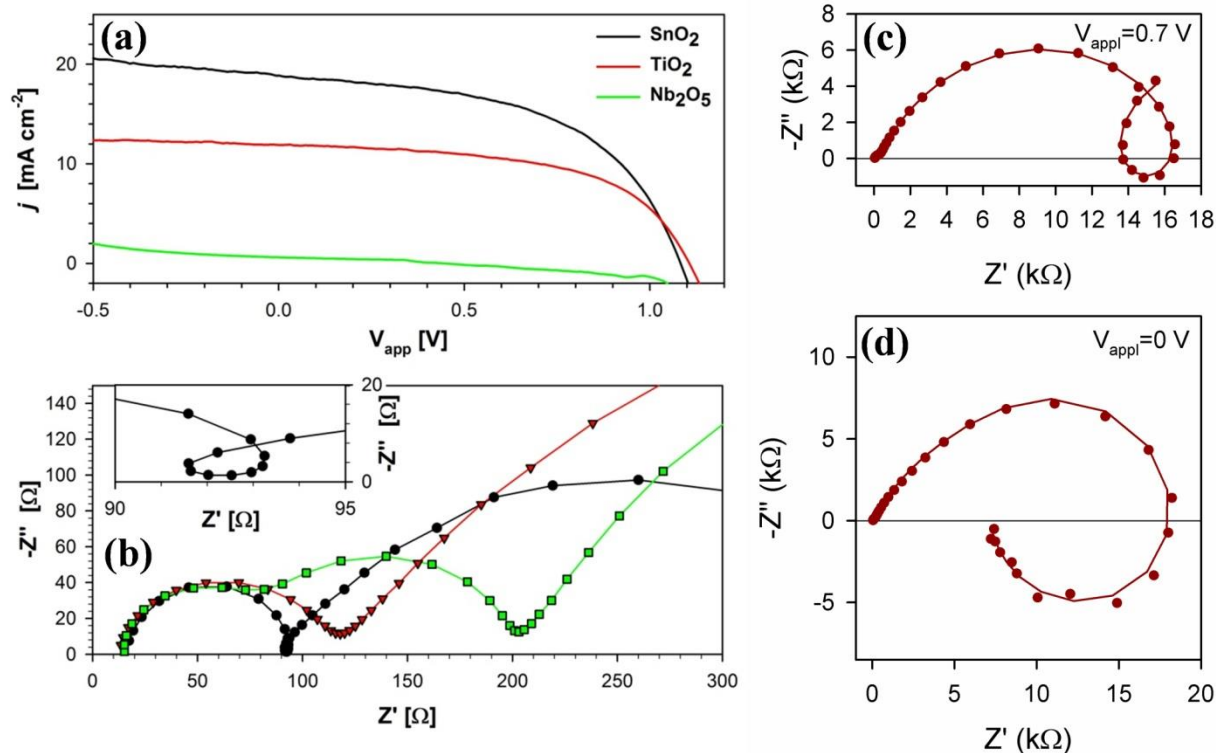 (a)
SnO₂
TiO₂
Nb₂O₅
20
10
0
j [mA cm⁻²]
-0.5 0.0 0.5 1.0
V_app [V]
(b)
140
120
100
80
60
40
20
0
-Z'' [Ω]
0 50 100 150 200 250 300
Z' [Ω]
20
0
-Z'' [Ω]
90 95
Z' [Ω]
(c)
V_appl=0.7 V
8
6
4
2
0
-Z'' (kΩ)
0 2 4 6 8 10 12 14 16 18
Z' (kΩ)
(d)
V_appl=0 V
10
5
0
-5
-Z'' (kΩ)
0 5 10 15 20
Z' (kΩ)